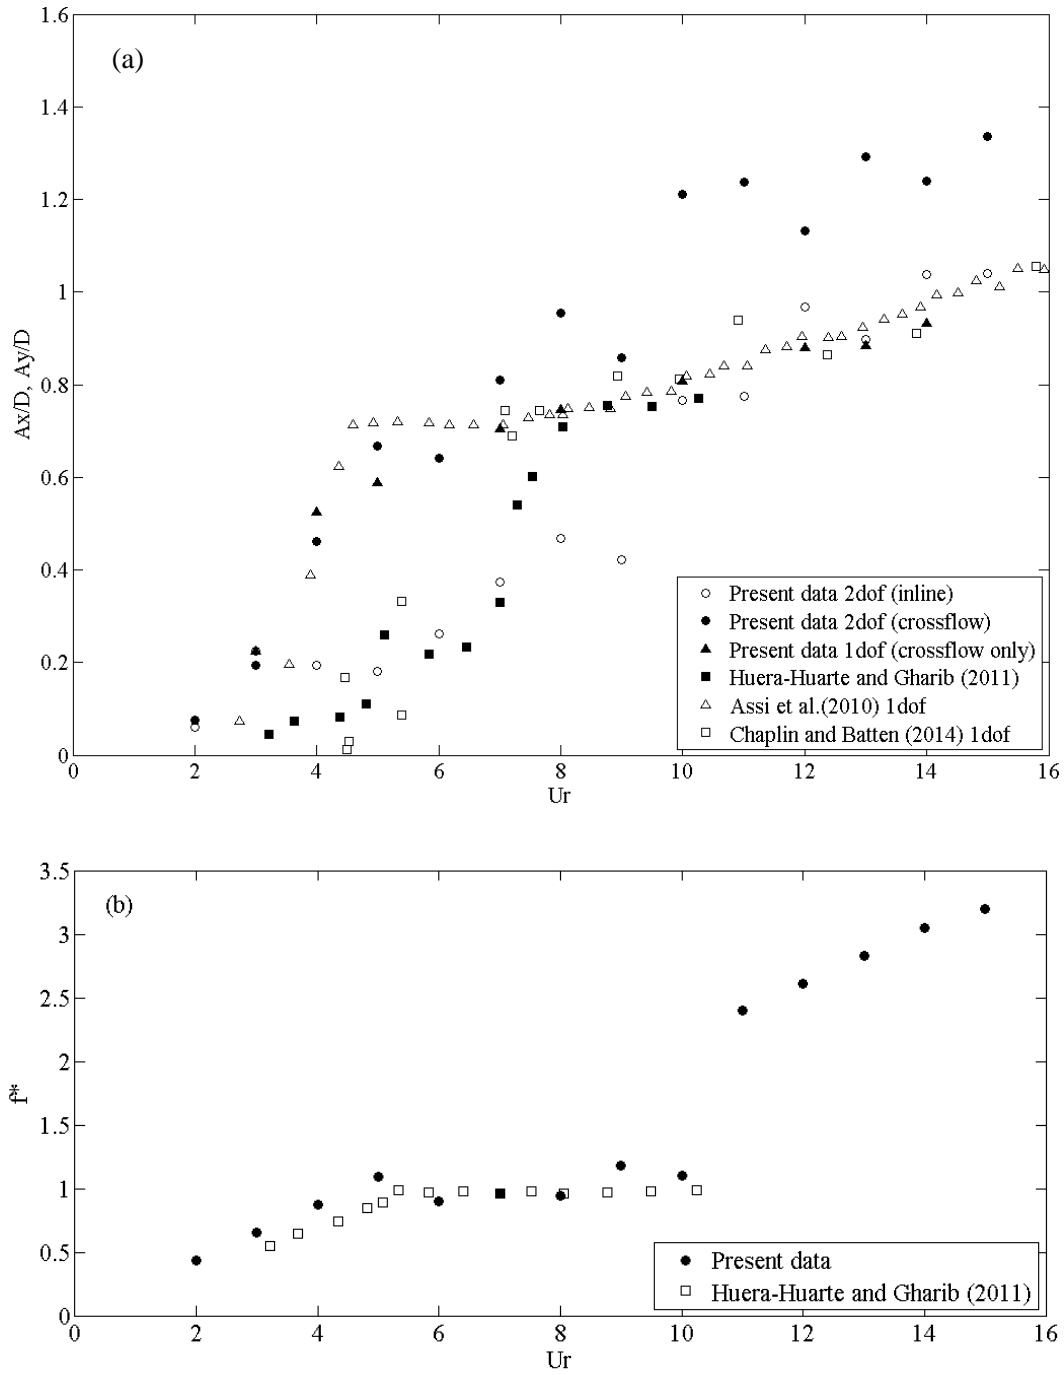 1.6
(a)
1.4
1.2
1
0.8
0.6
0.4
0.2
0
Ax/D, Ay/D
Present data 2dof (inline)
Present data 2dof (crossflow)
Present data 1dof (crossflow only)
Huera-Huarte and Gharib (2011)
Assi et al.(2010) 1dof
Chaplin and Batten (2014) 1dof
0 2 4 6 8 10 12 14 16
Ur
3.5
(b)
3
2.5
2
1.5
1
0.5
0
f*
Present data
Huera-Huarte and Gharib (2011)
0 2 4 6 8 10 12 14 16
Ur